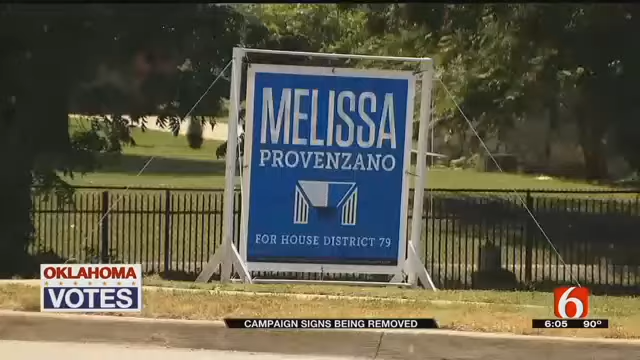 MELISSA
PROVENZANO
FOR HOUSE DISTRICT 79
OKLAHOMA
VOTES
CAMPAIGN SIGNS BEING REMOVED
6
6:05 90°